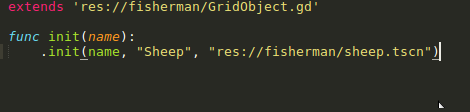 extends 'res://fisherman/GridObject.gd'
func init(name):
.init(name, "Sheep", "res://fisherman/sheep.tscn")